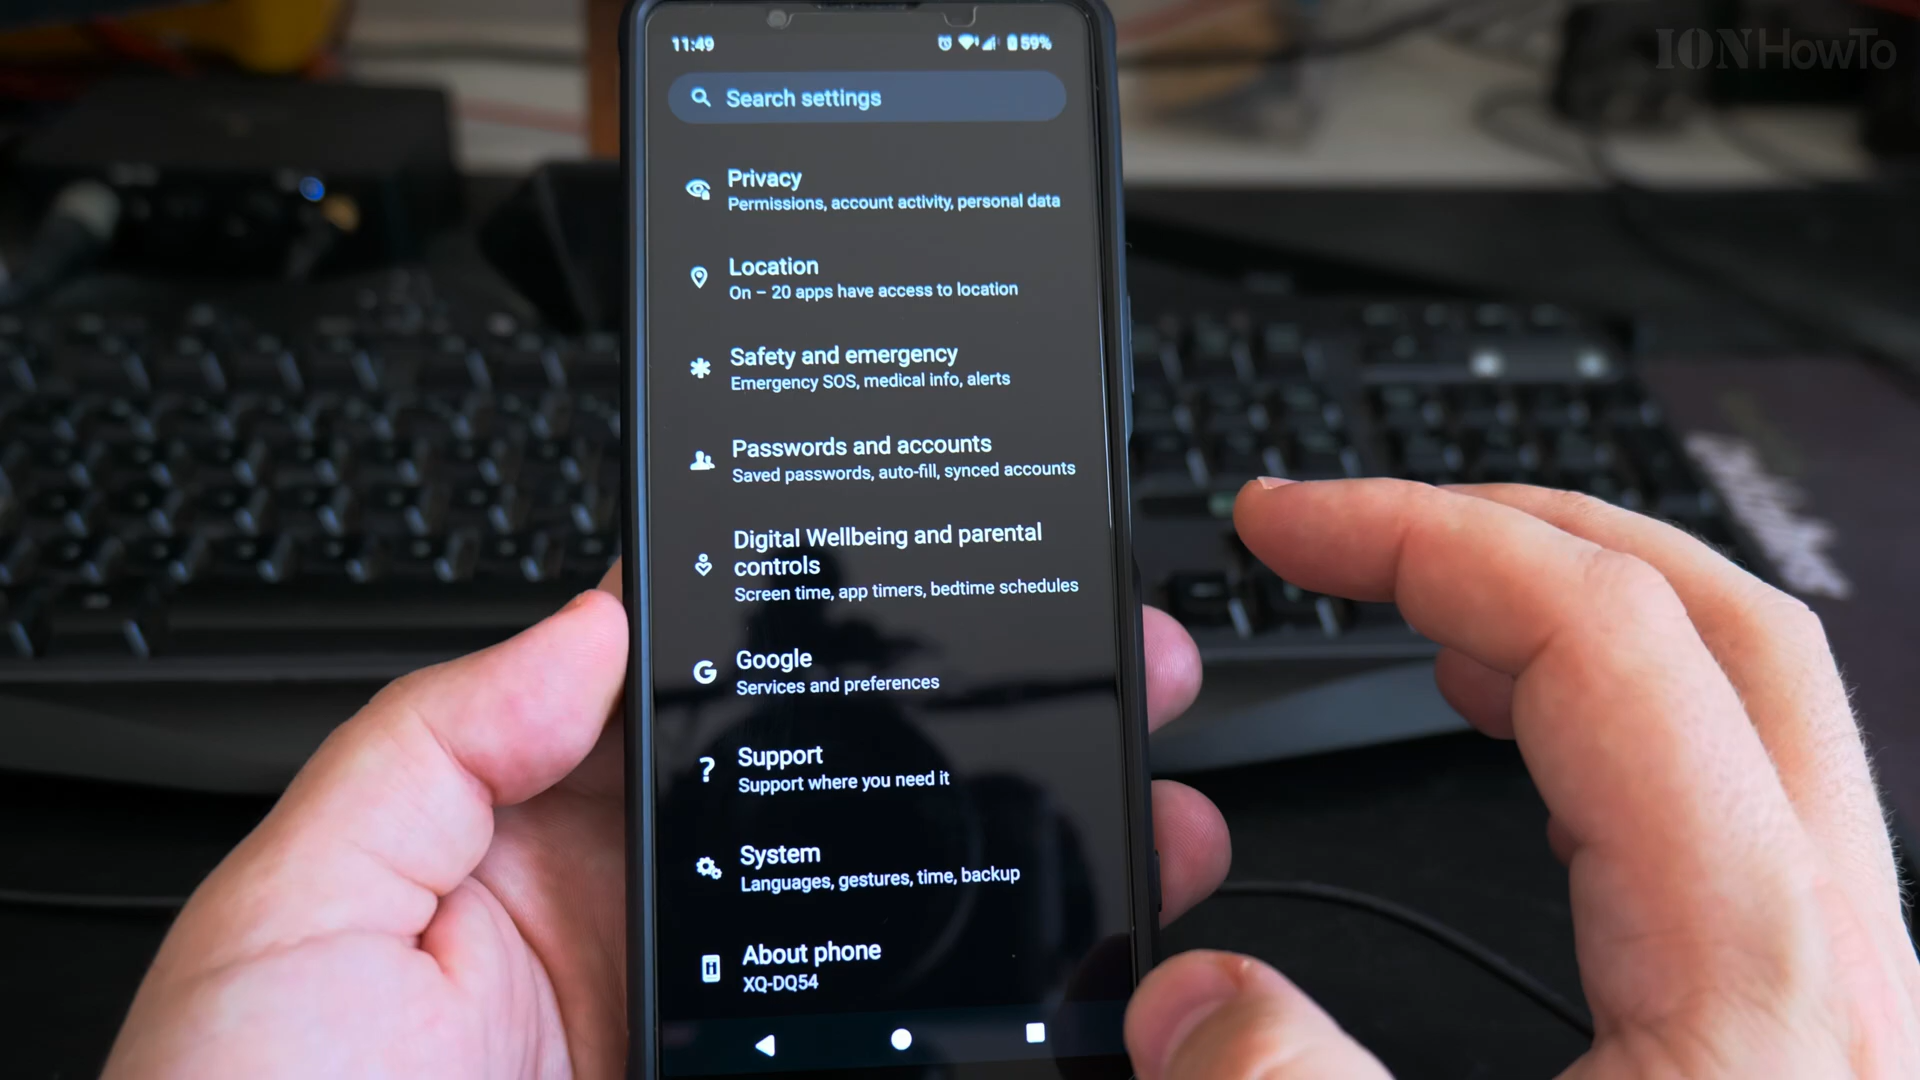 IONHowTo
11:49
59%
Search settings
Privacy
Permissions, account activity, personal data
Location
On – 20 apps have access to location
Safety and emergency
Emergency SOS, medical info, alerts
Passwords and accounts
Saved passwords, auto-fill, synced accounts
Digital Wellbeing and parental
controls
Screen time, app timers, bedtime schedules
Google
Services and preferences
Support
Support where you need it
System
Languages, gestures, time, backup
About phone
XQ-DQ54